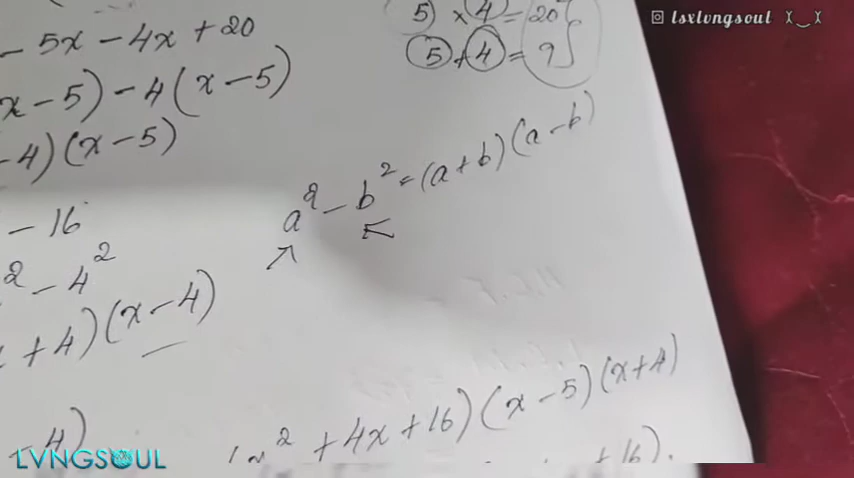 - 5x - 4x + 20
x - 5) - 4(x - 5)
- 4)(x - 5)
- 16
2 - 4²
+ 4)(x - 4)
- 4)
5) × 4 = 20
5 + 4 = 9
a² - b² = (a + b)(a - b)
² + 4x + 16)(x - 5)(x + 4)
+ 16).
lsxlvngsoul
LVNGSOUL